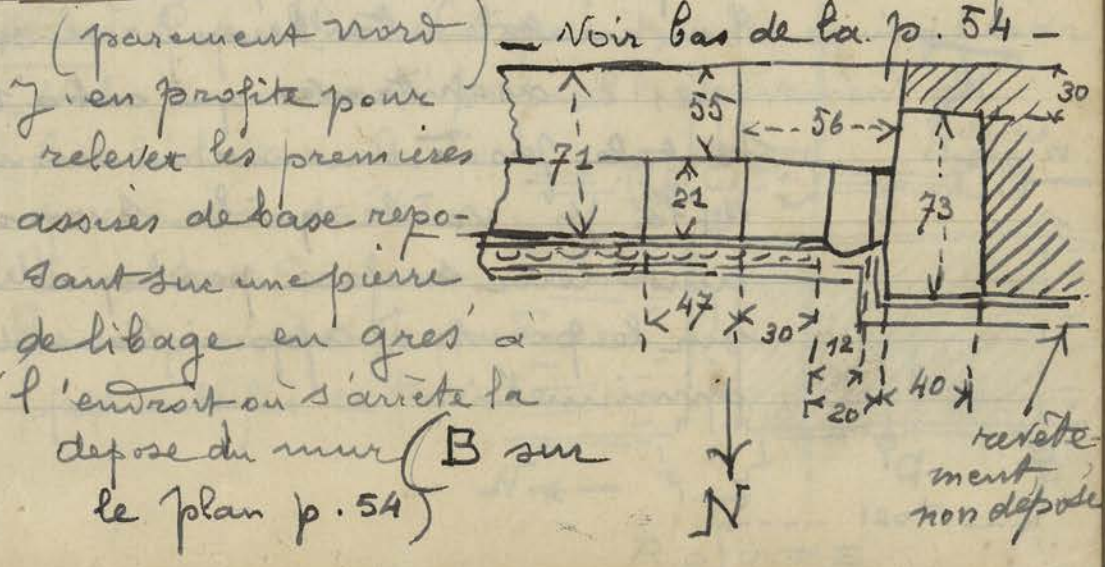 (parement Nord)
— Voir bas de la p. 54 —
J'en profite pour
relever les premières
assises de base repo-
sant sur une pierre
de libage en grès à
l'endroit où s'arrête la
depose du mur (B sur
le plan p. 54)
30
55
56
71
21
73
47
30
12
20
40
N
revête-
ment
non déposé